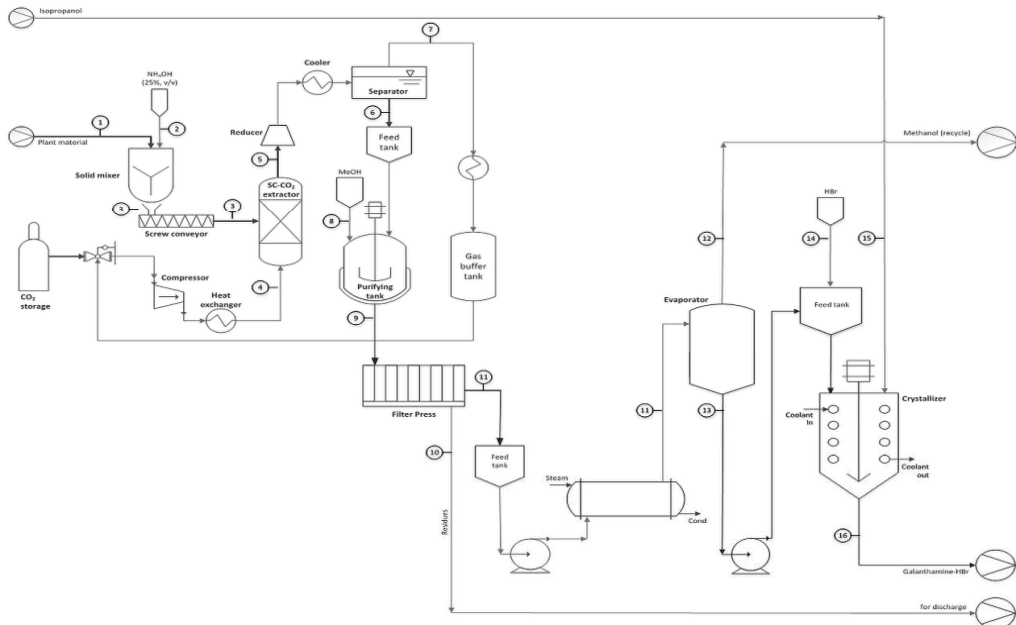 Isopropanol
7
NH₄OH
(25%, v/v)
Cooler
Separator
1
2
6
Plant material
Reducer
Feed
tank
Methanol (recycle)
5
Solid mixer
MeOH
SC-CO₂
extractor
HBr
3
3
8
Screw conveyor
12
14
15
Gas
buffer
tank
CO₂
storage
Compressor
4
Purifying
tank
Heat
exchanger
Evaporator
Feed tank
9
11
11
13
Crystallizer
Filter Press
Coolant
In
10
Feed
tank
Coolant
out
Steam
Cond
Residues
16
Galanthamine-HBr
for discharge